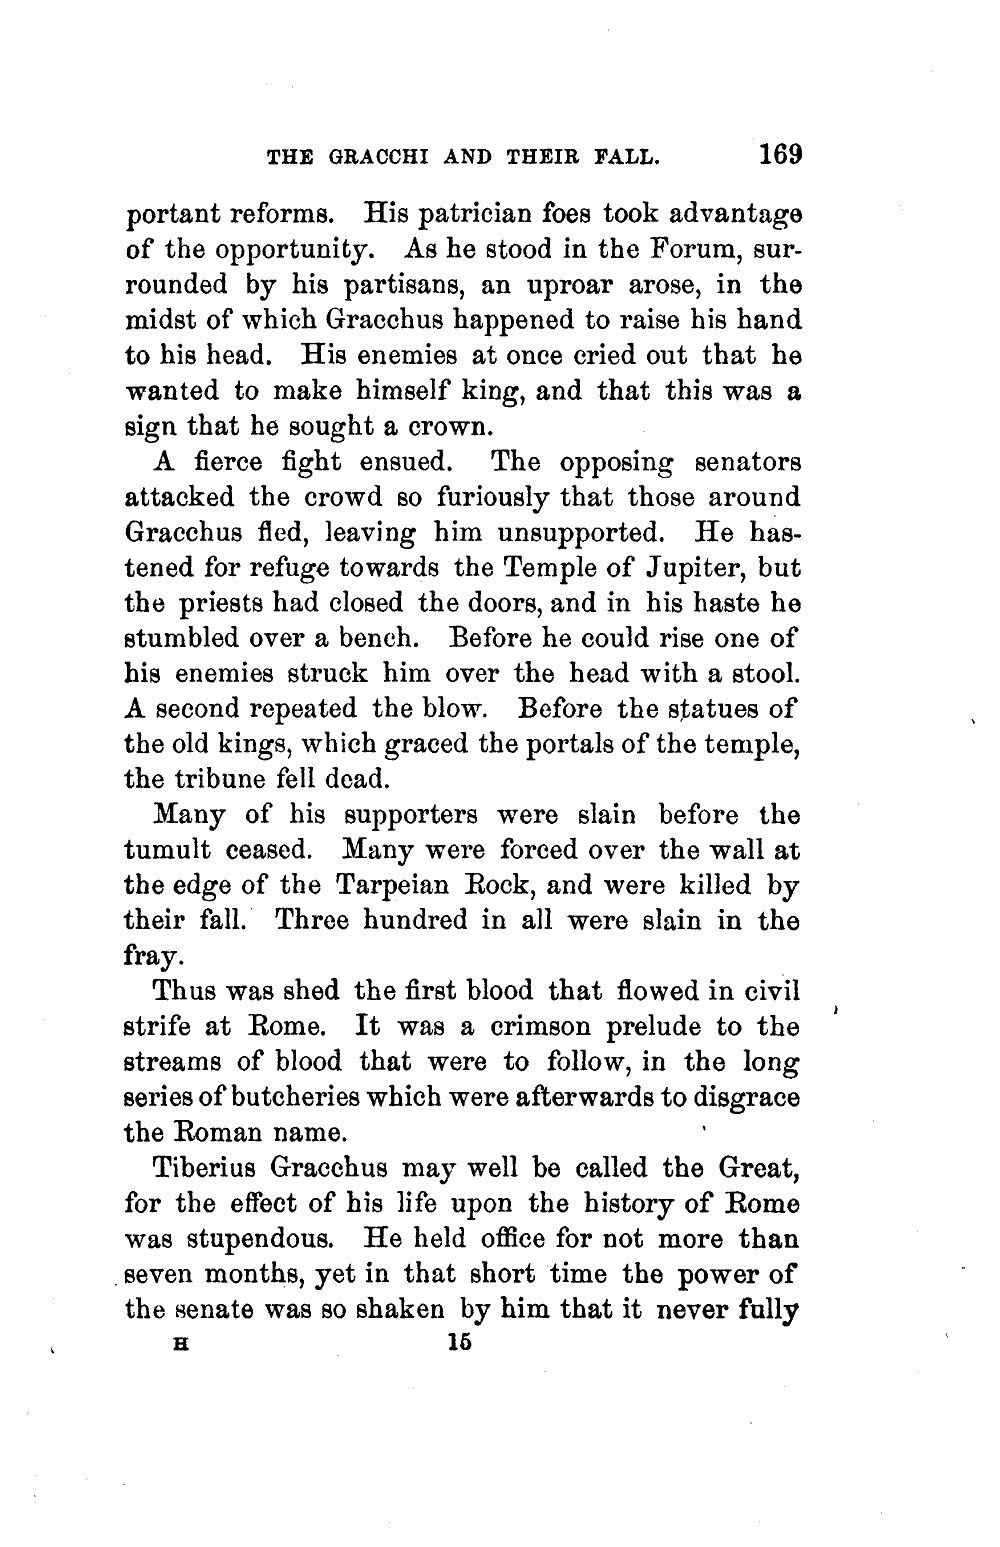 THE GRACCHI AND THEIR FALL. 169
portant reforms. His patrician foes took advantage
of the opportunity. As he stood in the Forum, sur-
rounded by his partisans, an uproar arose, in the
midst of which Gracchus happened to raise his hand
to his head. His enemies at once cried out that he
wanted to make himself king, and that this was a
sign that he sought a crown.
A fierce fight ensued. The opposing senators
attacked the crowd so furiously that those around
Gracchus fled, leaving him unsupported. He has-
tened for refuge towards the Temple of Jupiter, but
the priests had closed the doors, and in his haste he
stumbled over a bench. Before he could rise one of
his enemies struck him over the head with a stool.
A second repeated the blow. Before the statues of
the old kings, which graced the portals of the temple,
the tribune fell dead.
Many of his supporters were slain before the
tumult ceased. Many were forced over the wall at
the edge of the Tarpeian Rock, and were killed by
their fall. Three hundred in all were slain in the
fray.
Thus was shed the first blood that flowed in civil
strife at Rome. It was a crimson prelude to the
streams of blood that were to follow, in the long
series of butcheries which were afterwards to disgrace
the Roman name.
Tiberius Gracchus may well be called the Great,
for the effect of his life upon the history of Rome
was stupendous. He held office for not more than
seven months, yet in that short time the power of
the senate was so shaken by him that it never fully
H 15